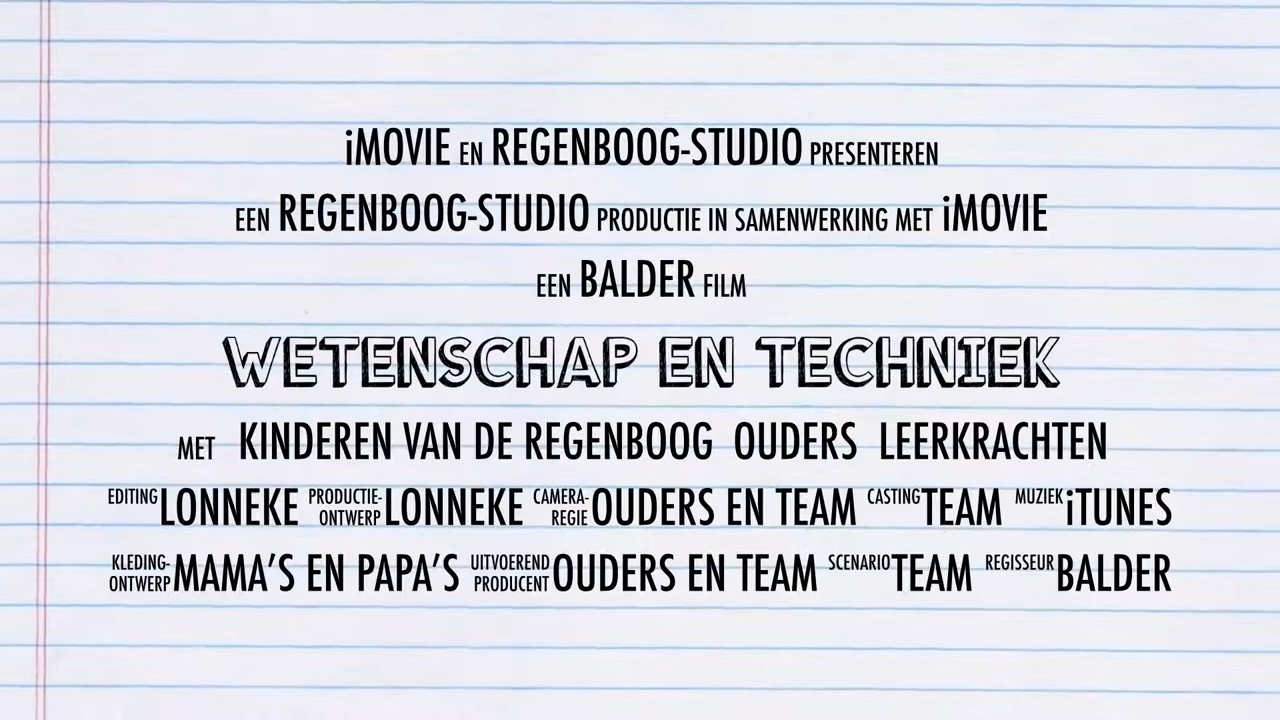 iMOVIE EN REGENBOOG-STUDIO PRESENTEREN
EEN REGENBOOG-STUDIO PRODUCTIE IN SAMENWERKING MET iMOVIE
EEN BALDER FILM
WETENSCHAP EN TECHNIEK
MET KINDEREN VAN DE REGENBOOG OUDERS LEERKRACHTEN
EDITING LONNEKE PRODUCTIE-ONTWERP LONNEKE CAMERA-REGIE OUDERS EN TEAM CASTING TEAM MUZIEK iTUNES
KLEDING-ONTWERP MAMA'S EN PAPA'S UITVOEREND PRODUCENT OUDERS EN TEAM SCENARIO TEAM REGISSEUR BALDER